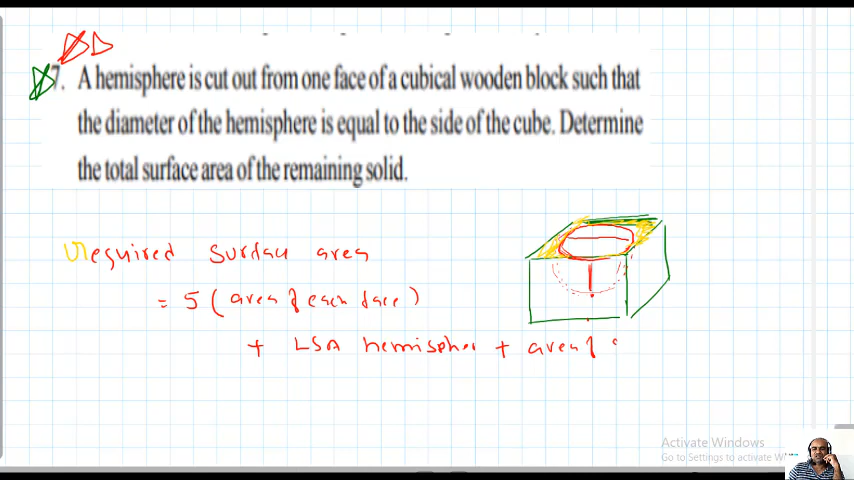 7. A hemisphere is cut out from one face of a cubical wooden block such that
the diameter of the hemisphere is equal to the side of the cube. Determine
the total surface area of the remaining solid.
required surface area
= 5 (area of each face)
+ LSA hemispher + area of
Activate Windows
Go to Settings to activate W